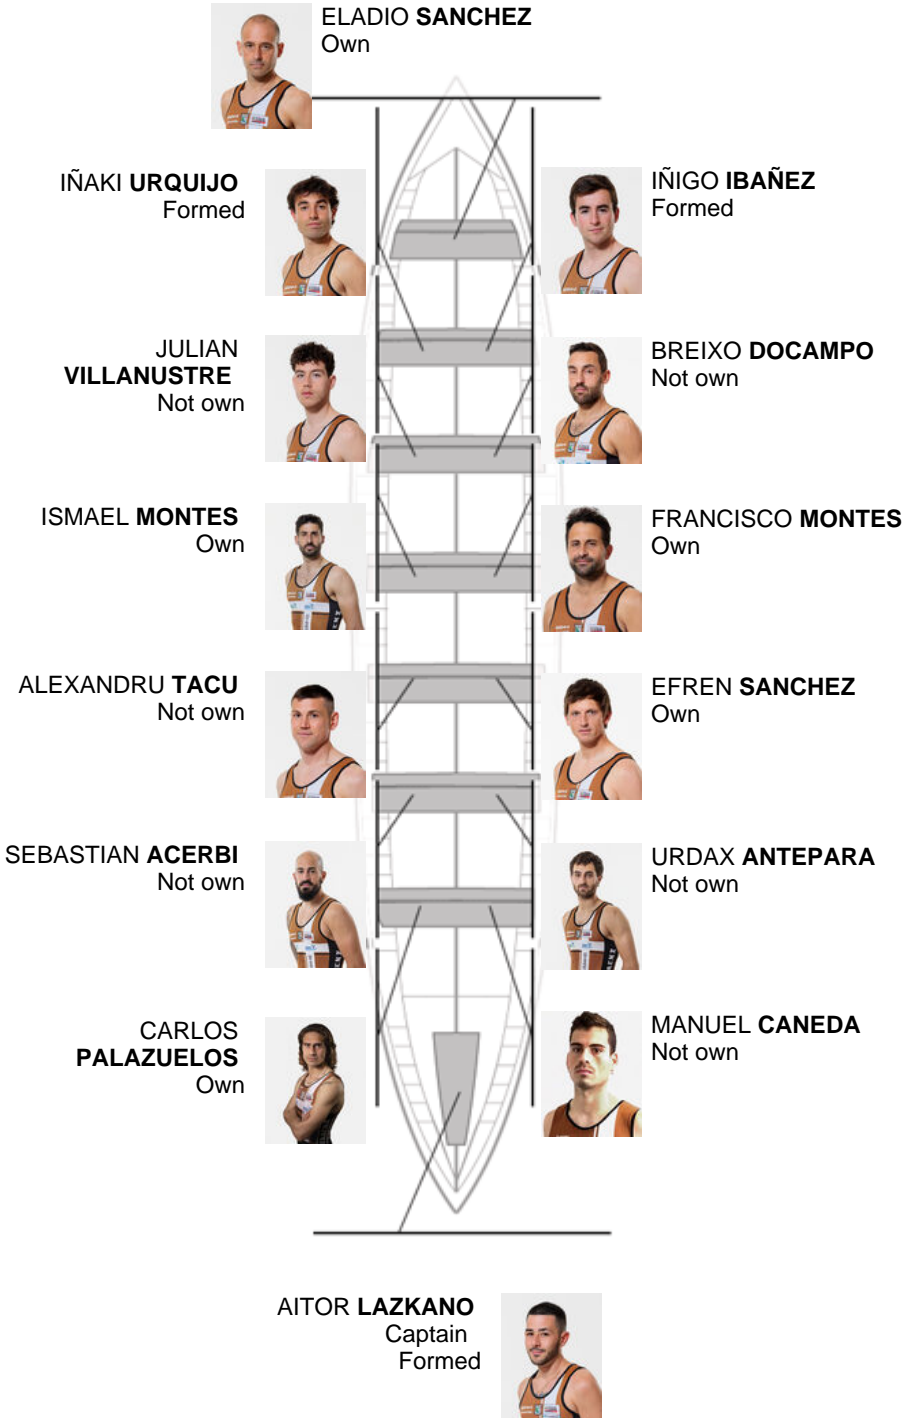 ELADIO SANCHEZ
Own
IÑAKI URQUIJO
Formed
IÑIGO IBAÑEZ
Formed
JULIAN
VILLANUSTRE
Not own
BREIXO DOCAMPO
Not own
ISMAEL MONTES
Own
FRANCISCO MONTES
Own
ALEXANDRU TACU
Not own
EFREN SANCHEZ
Own
SEBASTIAN ACERBI
Not own
URDAX ANTEPARA
Not own
CARLOS
PALAZUELOS
Own
MANUEL CANEDA
Not own
AITOR LAZKANO
Captain
Formed